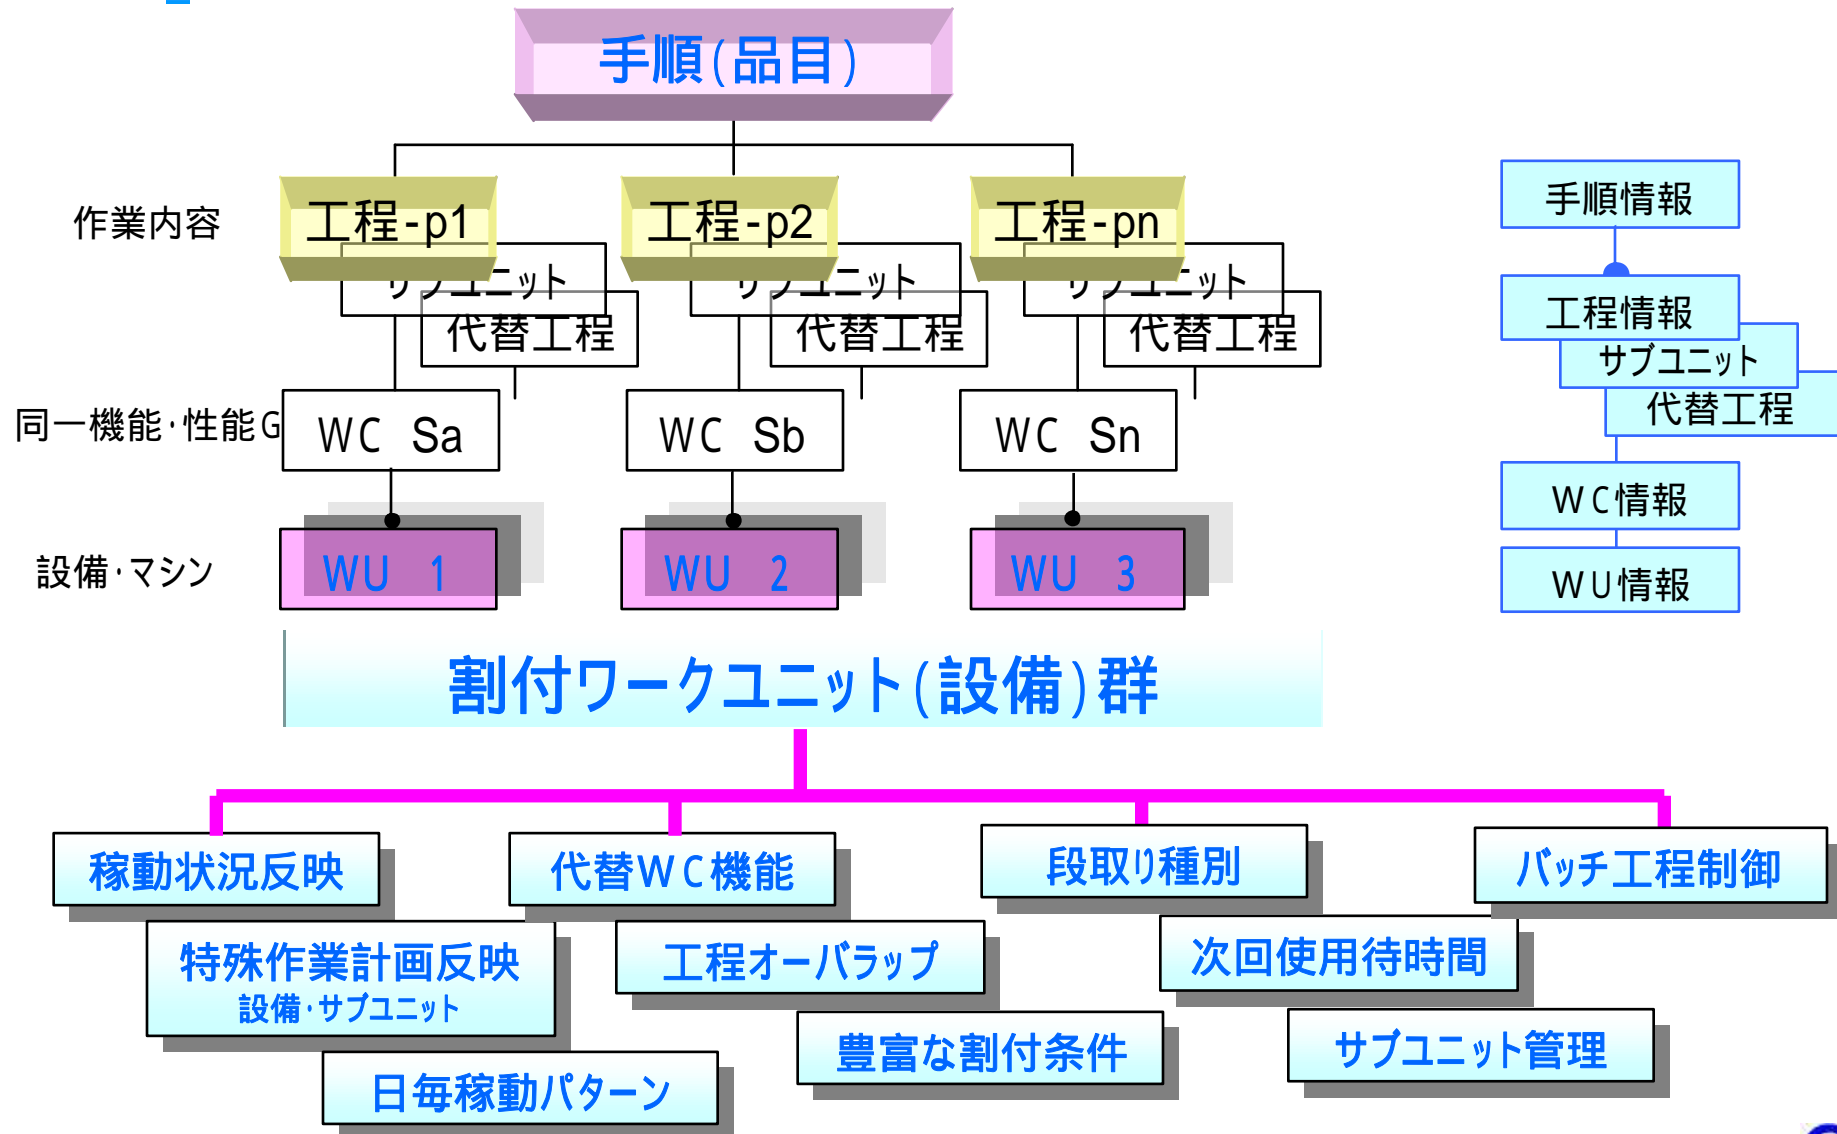 手順(品目)
作業内容
工程-p1
工程-p2
工程-pn
サブユニット
サブユニット
サブユニット
代替工程
代替工程
代替工程
同一機能･性能G
WC Sa
WC Sb
WC Sn
設備･マシン
WU 1
WU 2
WU 3
手順情報
工程情報
サブユニット
代替工程
WC情報
WU情報
割付ワークユニット(設備)群
稼動状況反映
代替WC機能
段取り種別
バッチ工程制御
特殊作業計画反映
設備･サブユニット
工程オーバラップ
次回使用待時間
日毎稼動パターン
豊富な割付条件
サブユニット管理